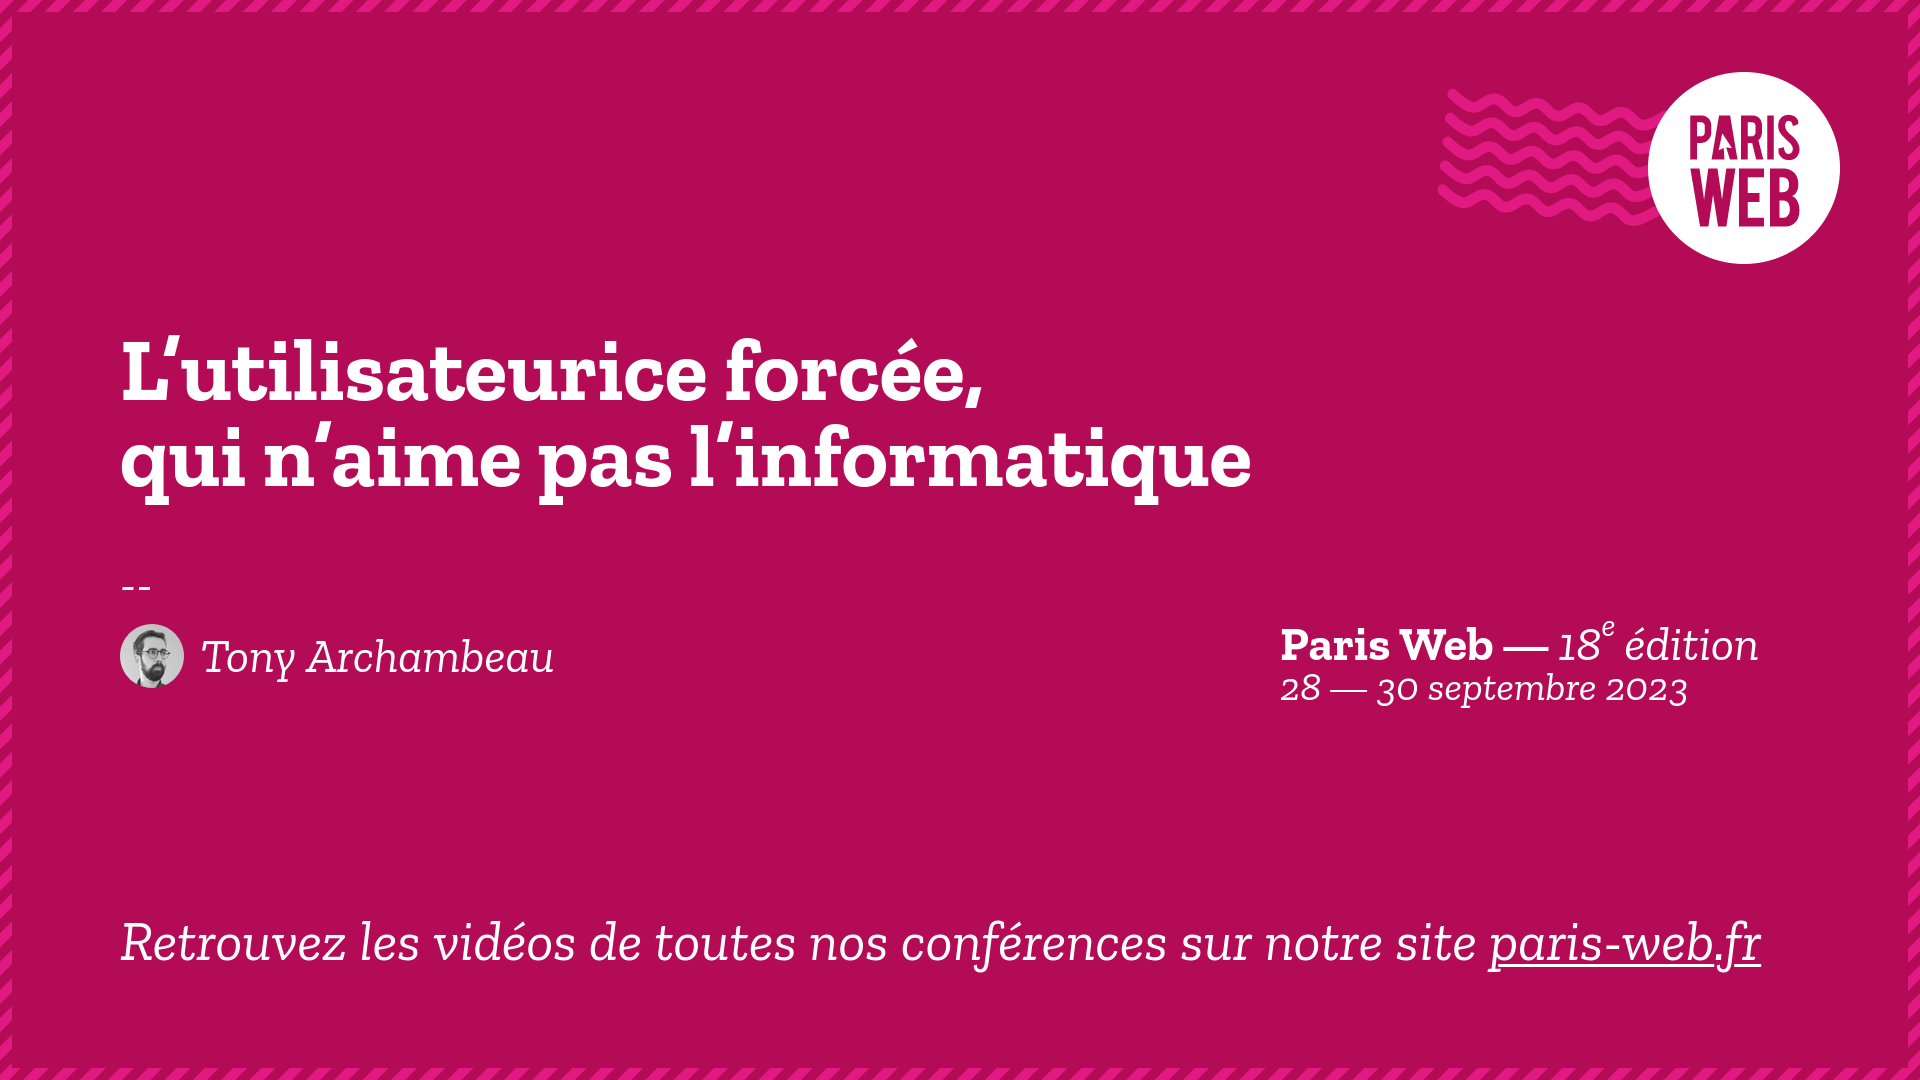 PARIS
WEB
L’utilisateurice forcée,
qui n’aime pas l’informatique
--
Tony Archambeau
Paris Web — 18e édition
28 — 30 septembre 2023
Retrouvez les vidéos de toutes nos conférences sur notre site paris-web.fr